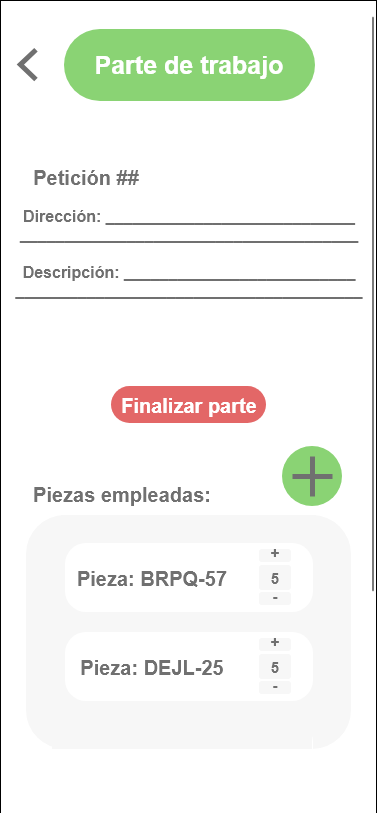 Parte de trabajo
Petición ##
Dirección:
Descripción:
Finalizar parte
+
Piezas empleadas:
+
Pieza: BRPQ-57 5
-
+
Pieza: DEJL-25 5
-